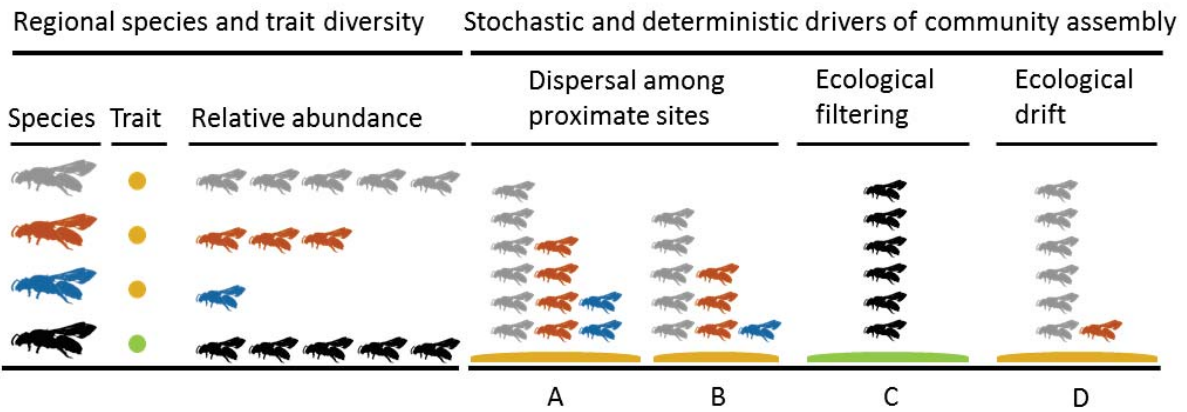 Regional species and trait diversity
Stochastic and deterministic drivers of community assembly
Species
Trait
Relative abundance
Dispersal among
proximate sites
Ecological
filtering
Ecological
drift
A
B
C
D